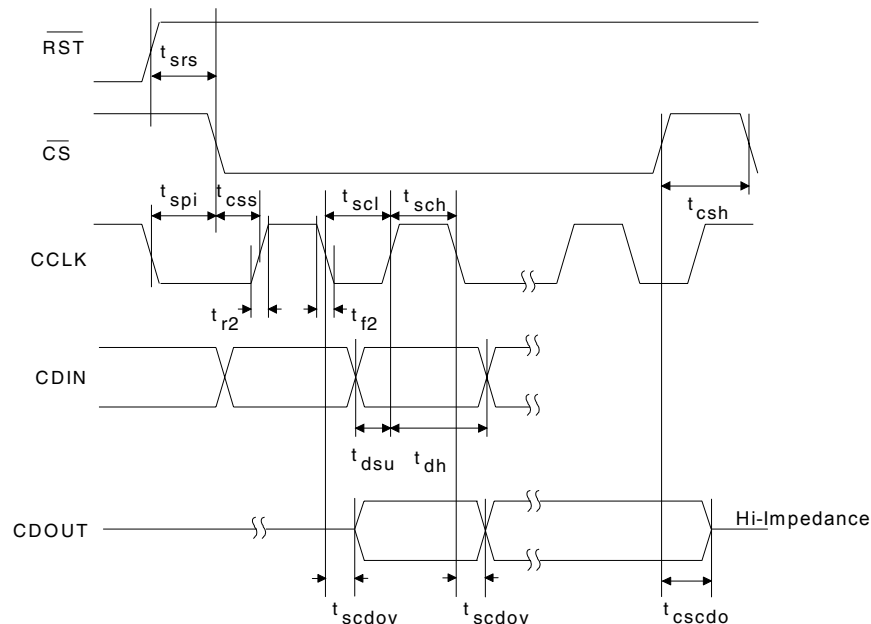 RST
t srs
CS
t spi
t css
t scl
t sch
t csh
CCLK
t r2
t f2
CDIN
t dsu
t dh
CDOUT
Hi-Impedance
t scdov
t scdov
t cscdo